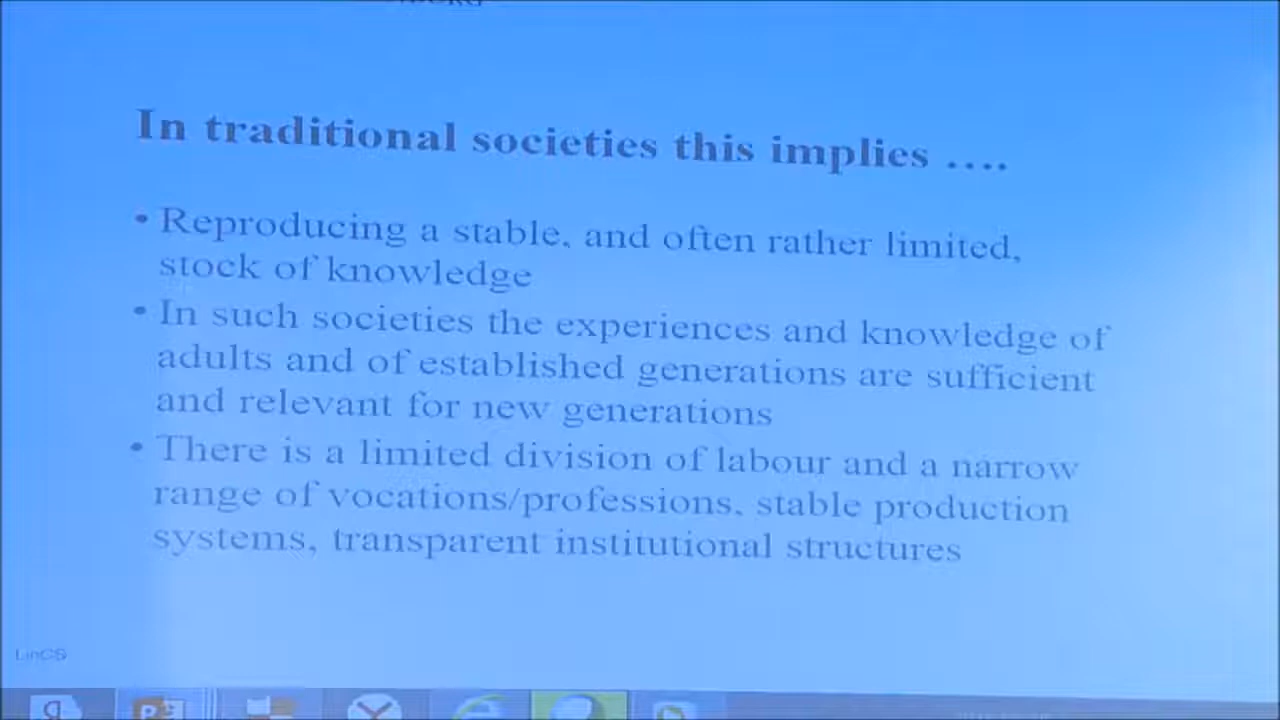 In traditional societies this implies ....
• Reproducing a stable, and often rather limited,
stock of knowledge
• In such societies the experiences and knowledge of
adults and of established generations are sufficient
and relevant for new generations
• There is a limited division of labour and a narrow
range of vocations/professions, stable production
systems, transparent institutional structures
LinCS